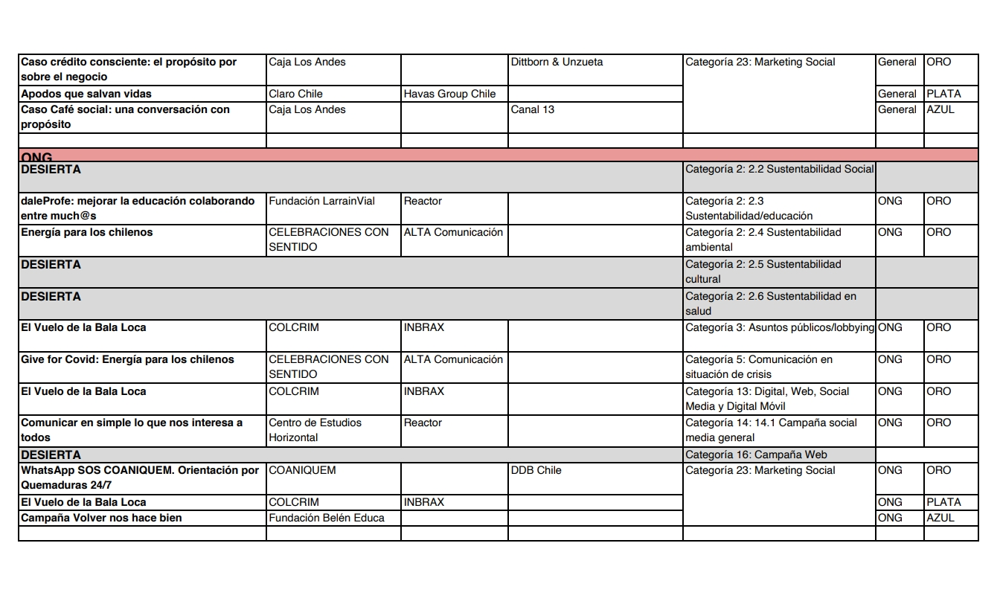 Caso crédito consciente: el propósito por Caja Los Andes Dittborn & Unzueta Categoría 23: Marketing Social General ORO
sobre el negocio
Apodos que salvan vidas Claro Chile Havas Group Chile General PLATA
Caso Café social: una conversación con Caja Los Andes Canal 13 General AZUL
propósito
ONG
DESIERTA Categoría 2: 2.2 Sustentabilidad Social
daleProfe: mejorar la educación colaborando Fundación LarrainVial Reactor Categoría 2: 2.3 ONG ORO
entre much@s Sustentabilidad/educación
Energía para los chilenos CELEBRACIONES CON ALTA Comunicación Categoría 2: 2.4 Sustentabilidad ONG ORO
SENTIDO ambiental
DESIERTA Categoría 2: 2.5 Sustentabilidad
cultural
DESIERTA Categoría 2: 2.6 Sustentabilidad en
salud
El Vuelo de la Bala Loca COLCRIM INBRAX Categoría 3: Asuntos públicos/lobbying ONG ORO
Give for Covid: Energía para los chilenos CELEBRACIONES CON ALTA Comunicación Categoría 5: Comunicación en ONG ORO
SENTIDO situación de crisis
El Vuelo de la Bala Loca COLCRIM INBRAX Categoría 13: Digital, Web, Social ONG ORO
Media y Digital Móvil
Comunicar en simple lo que nos interesa a Centro de Estudios Reactor Categoría 14: 14.1 Campaña social ONG ORO
todos Horizontal media general
DESIERTA Categoría 16: Campaña Web
WhatsApp SOS COANIQUEM. Orientación por COANIQUEM DDB Chile Categoría 23: Marketing Social ONG ORO
Quemaduras 24/7
El Vuelo de la Bala Loca COLCRIM INBRAX ONG PLATA
Campaña Volver nos hace bien Fundación Belén Educa ONG AZUL